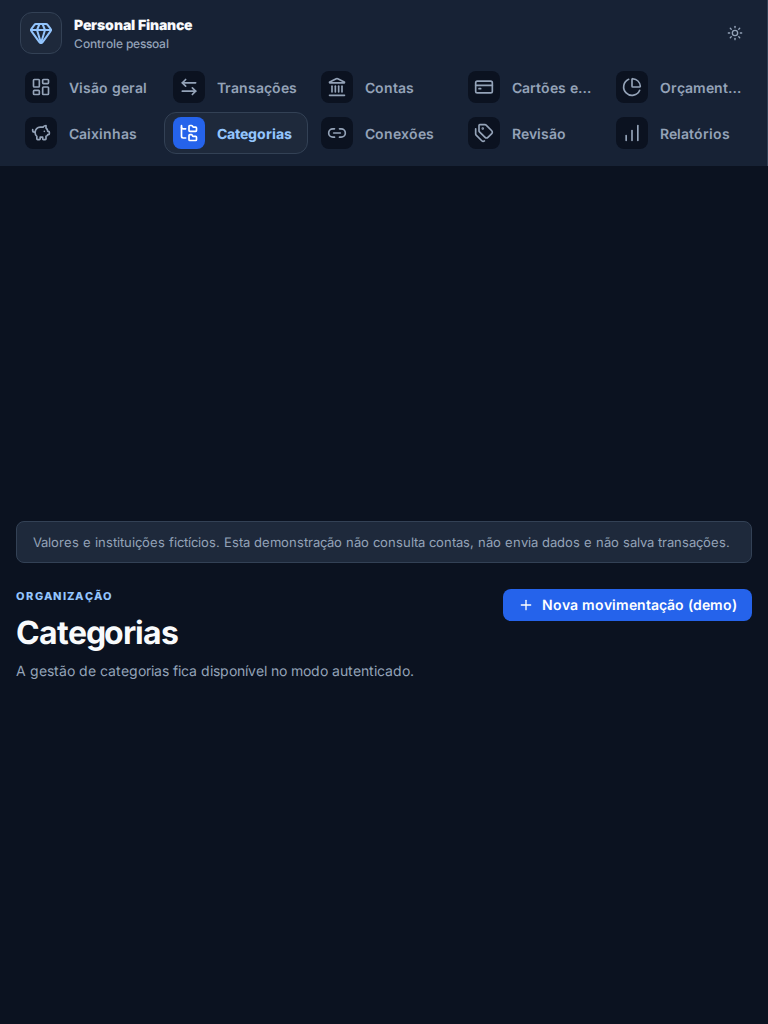 Personal Finance
Controle pessoal
Visão geral
Transações
Contas
Cartões e...
Orçament...
Caixinhas
Categorias
Conexões
Revisão
Relatórios
Valores e instituições fictícios. Esta demonstração não consulta contas, não envia dados e não salva transações.
ORGANIZAÇÃO
Categorias
A gestão de categorias fica disponível no modo autenticado.
Nova movimentação (demo)